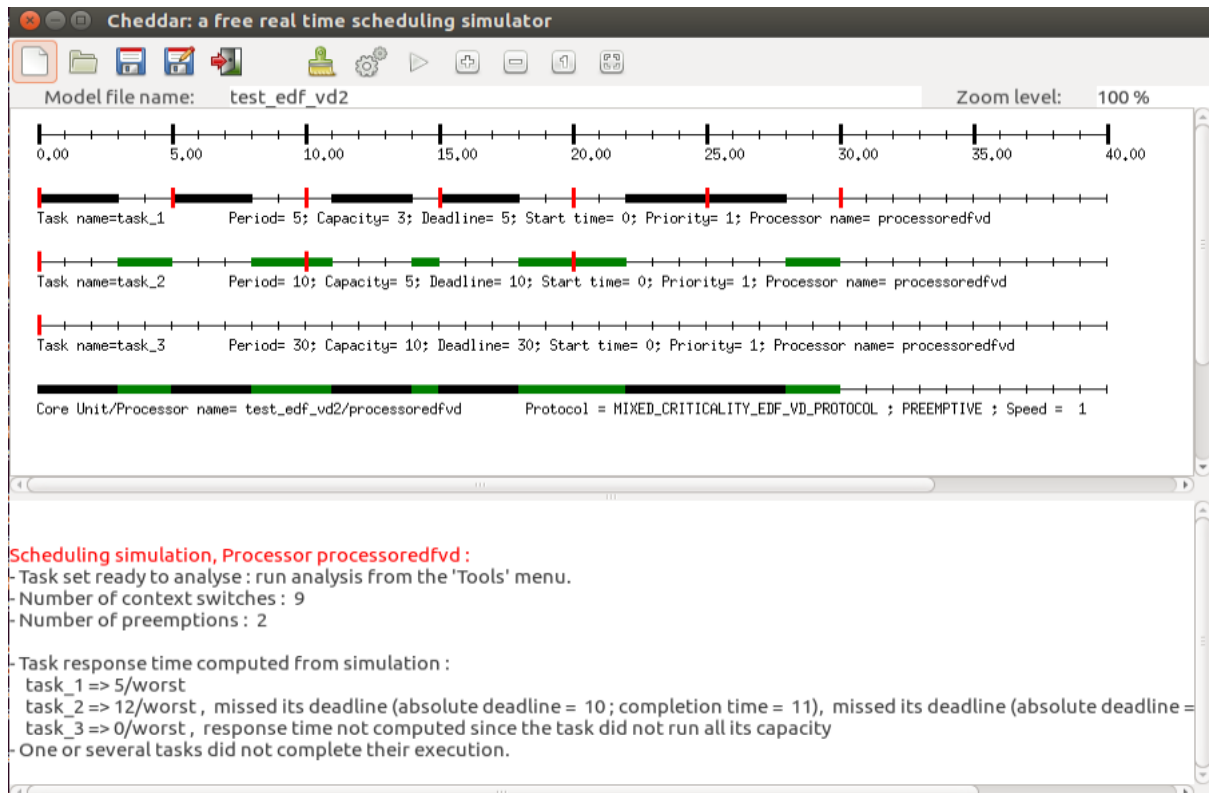 Cheddar: a free real time scheduling simulator
Model file name: test_edf_vd2 Zoom level: 100 %
0.00 5.00 10.00 15.00 20.00 25.00 30.00 35.00 40.00
Task name=task_1 Period= 5; Capacity= 3; Deadline= 5; Start time= 0; Priority= 1; Processor name= processoredfvd
Task name=task_2 Period= 10; Capacity= 5; Deadline= 10; Start time= 0; Priority= 1; Processor name= processoredfvd
Task name=task_3 Period= 30; Capacity= 10; Deadline= 30; Start time= 0; Priority= 1; Processor name= processoredfvd
Core Unit/Processor name= test_edf_vd2/processoredfvd Protocol = MIXED_CRITICALITY_EDF_VD_PROTOCOL ; PREEMPTIVE ; Speed = 1
Scheduling simulation, Processor processoredfvd :
- Task set ready to analyse : run analysis from the 'Tools' menu.
- Number of context switches : 9
- Number of preemptions : 2
- Task response time computed from simulation :
task_1 => 5/worst
task_2 => 12/worst , missed its deadline (absolute deadline = 10 ; completion time = 11), missed its deadline (absolute deadline =
task_3 => 0/worst , response time not computed since the task did not run all its capacity
- One or several tasks did not complete their execution.